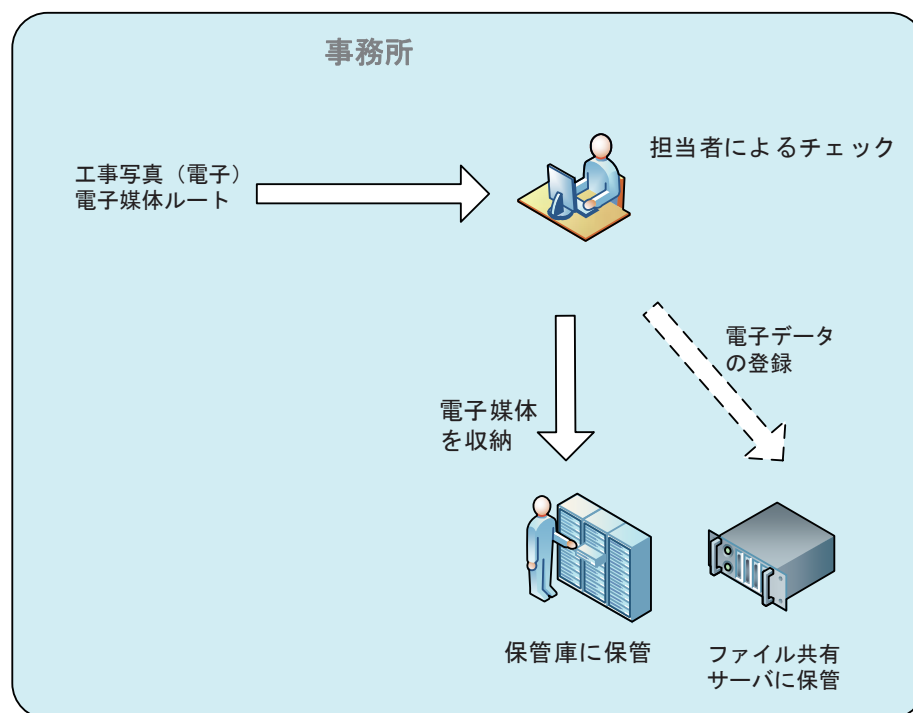 事務所
工事写真（電子）
電子媒体ルート
担当者によるチェック
電子データ
の登録
電子媒体
を収納
保管庫に保管
ファイル共有
サーバに保管